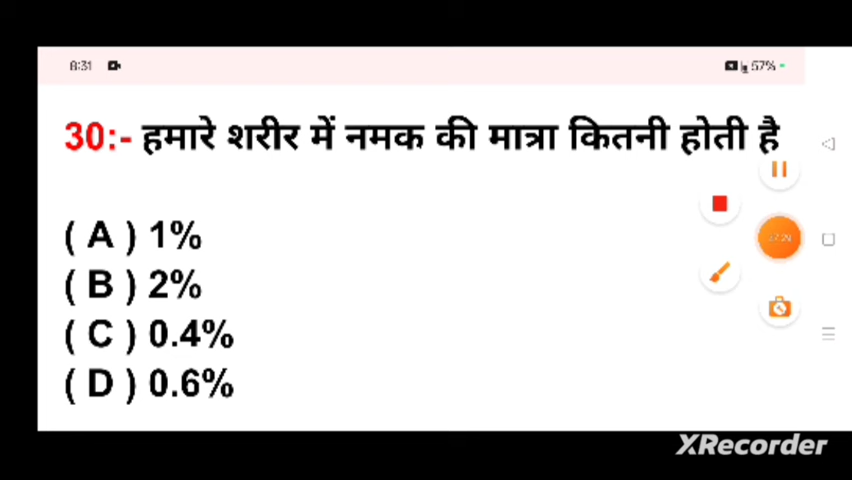 8:31
57%
30:- हमारे शरीर में नमक की मात्रा कितनी होती है
( A ) 1%
( B ) 2%
( C ) 0.4%
( D ) 0.6%
XRecorder